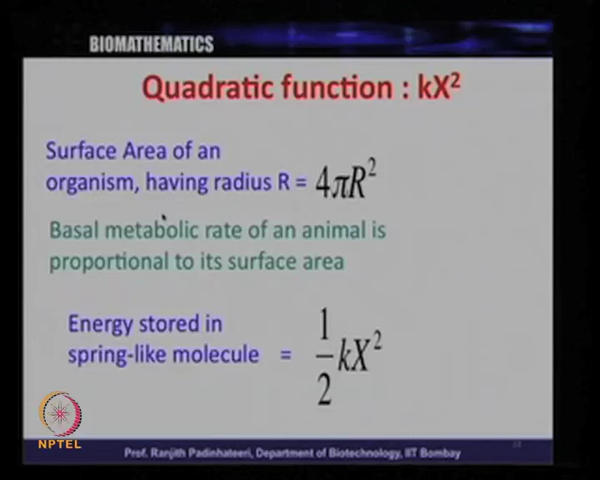 BIOMATHEMATICS
Quadratic function : kX²
Surface Area of an
organism, having radius R = 4πR²
Basal metabolic rate of an animal is
proportional to its surface area
Energy stored in
spring-like molecule = 1/2 kX²
NPTEL
Prof. Ranjith Padinhateeri, Department of Biotechnology, IIT Bombay